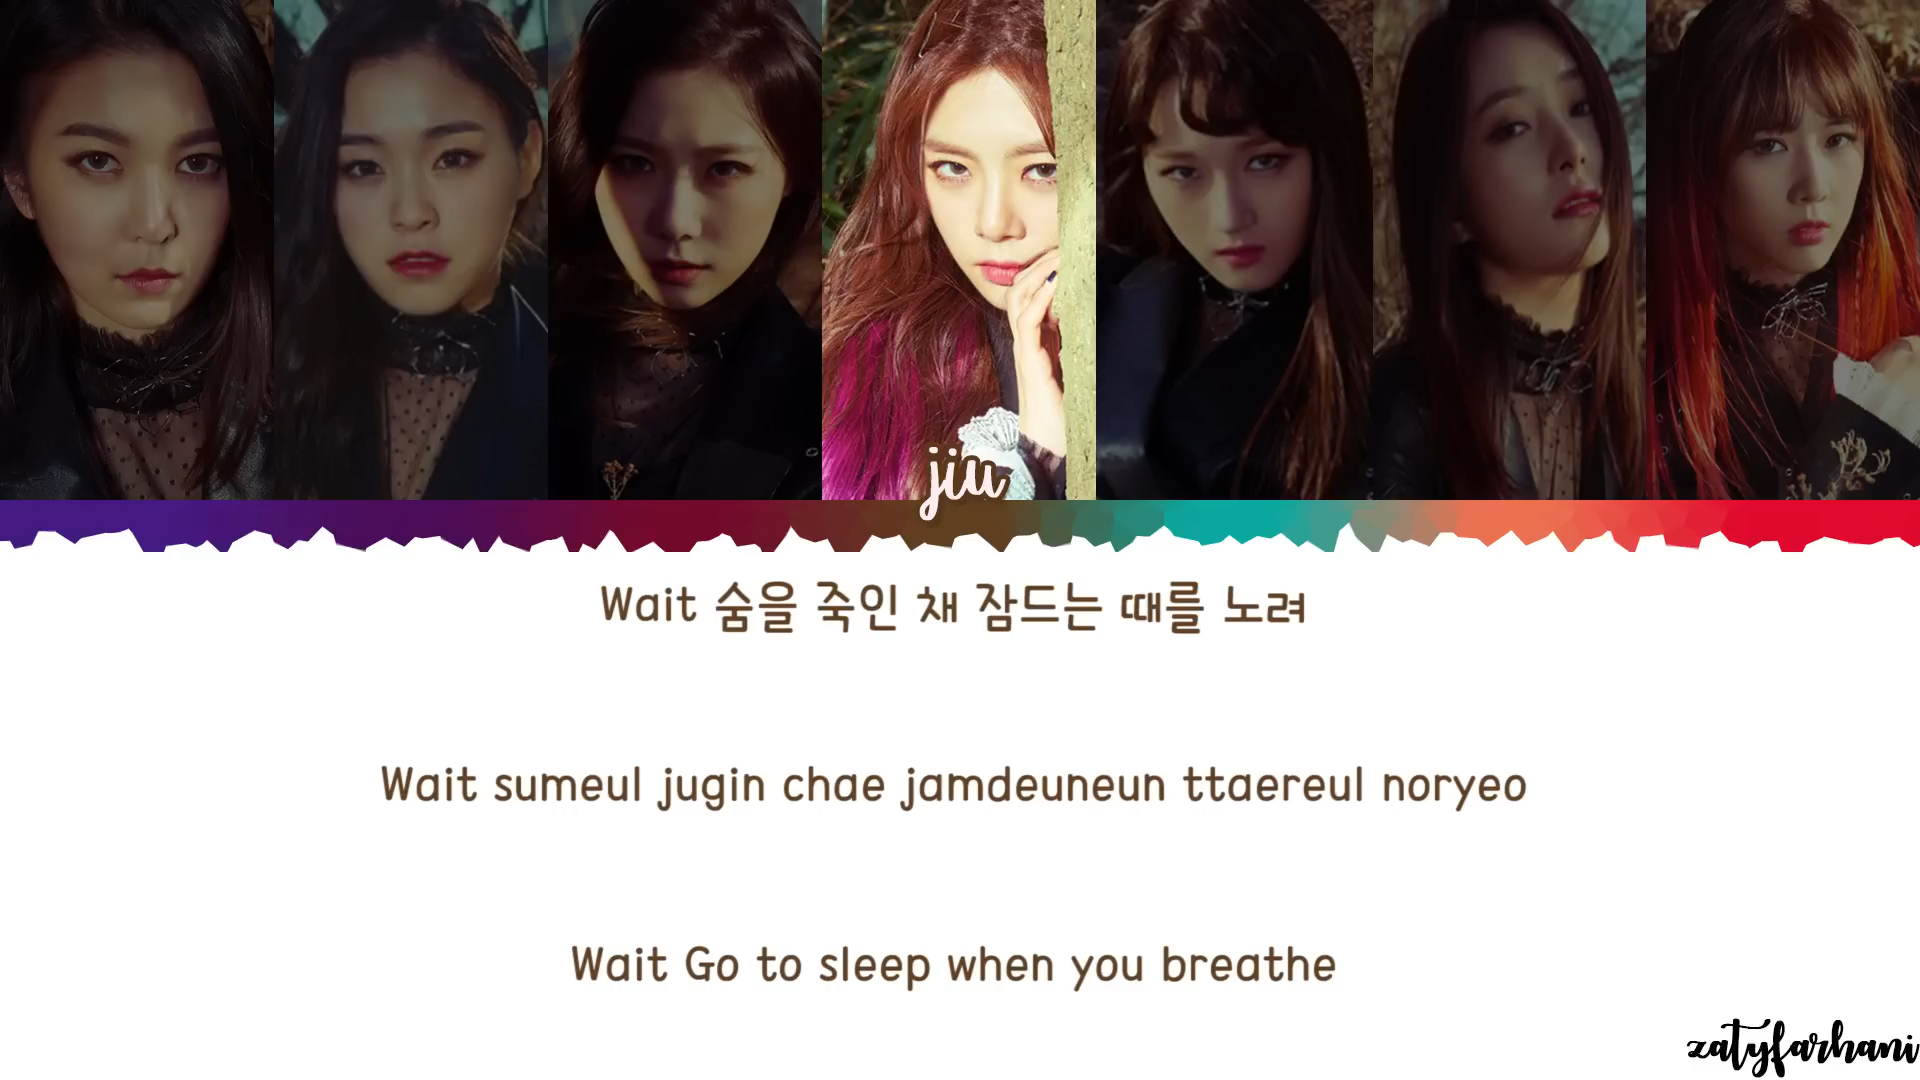 jiu
Wait 숨을 죽인 채 잠드는 때를 노려
Wait sumeul jugin chae jamdeuneun ttaereul noryeo
Wait Go to sleep when you breathe
zatyfarhani